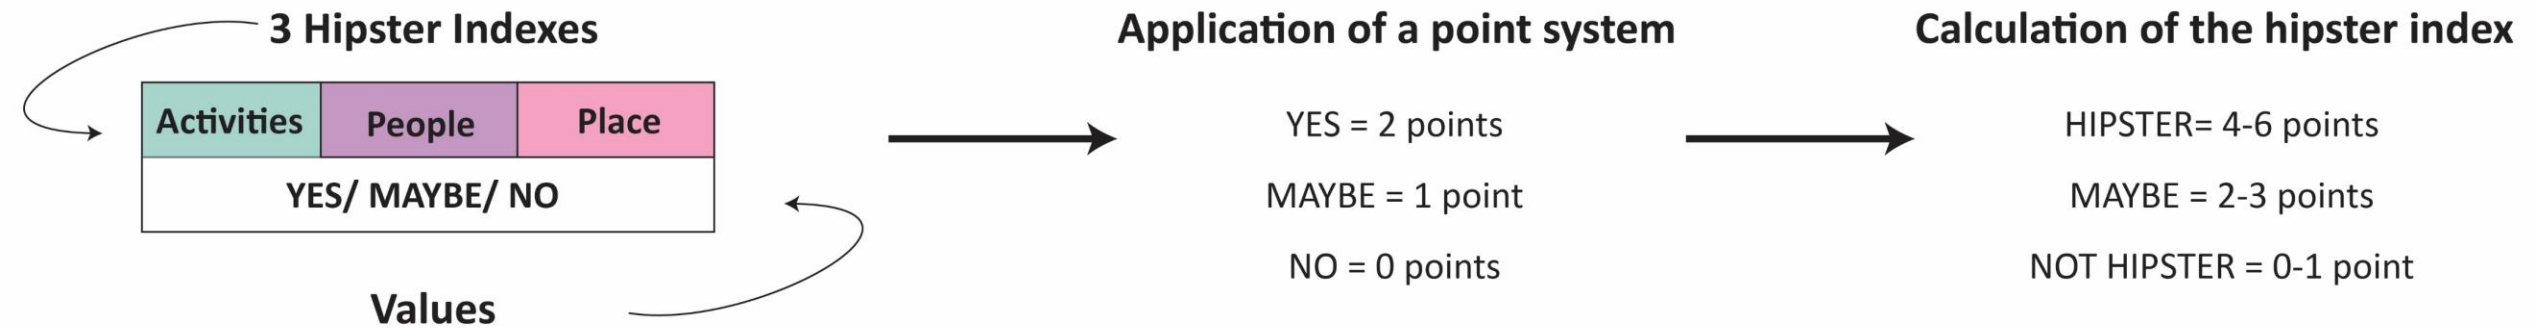 3 Hipster Indexes
Activities
People
Place
YES/ MAYBE/ NO
Values
Application of a point system
YES = 2 points
MAYBE = 1 point
NO = 0 points
Calculation of the hipster index
HIPSTER= 4-6 points
MAYBE = 2-3 points
NOT HIPSTER = 0-1 point